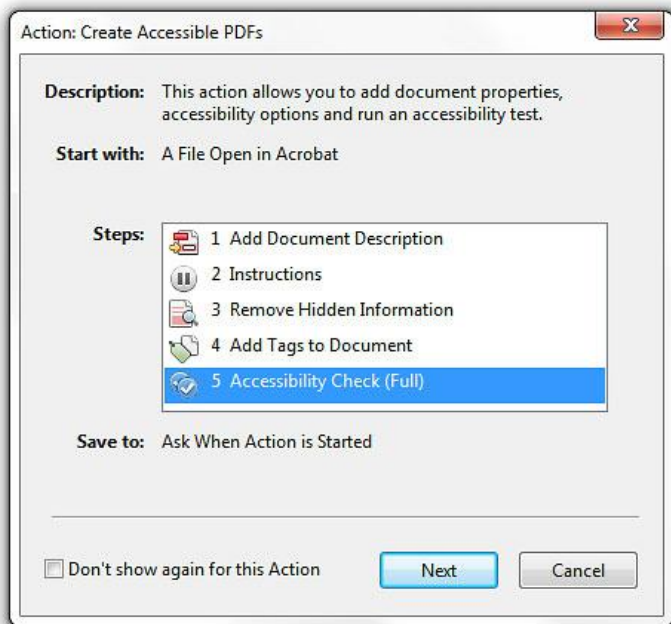 Action: Create Accessible PDFs
Description: This action allows you to add document properties,
accessibility options and run an accessibility test.
Start with: A File Open in Acrobat
Steps:
1 Add Document Description
2 Instructions
3 Remove Hidden Information
4 Add Tags to Document
5 Accessibility Check (Full)
Save to: Ask When Action is Started
Don't show again for this Action
Next
Cancel